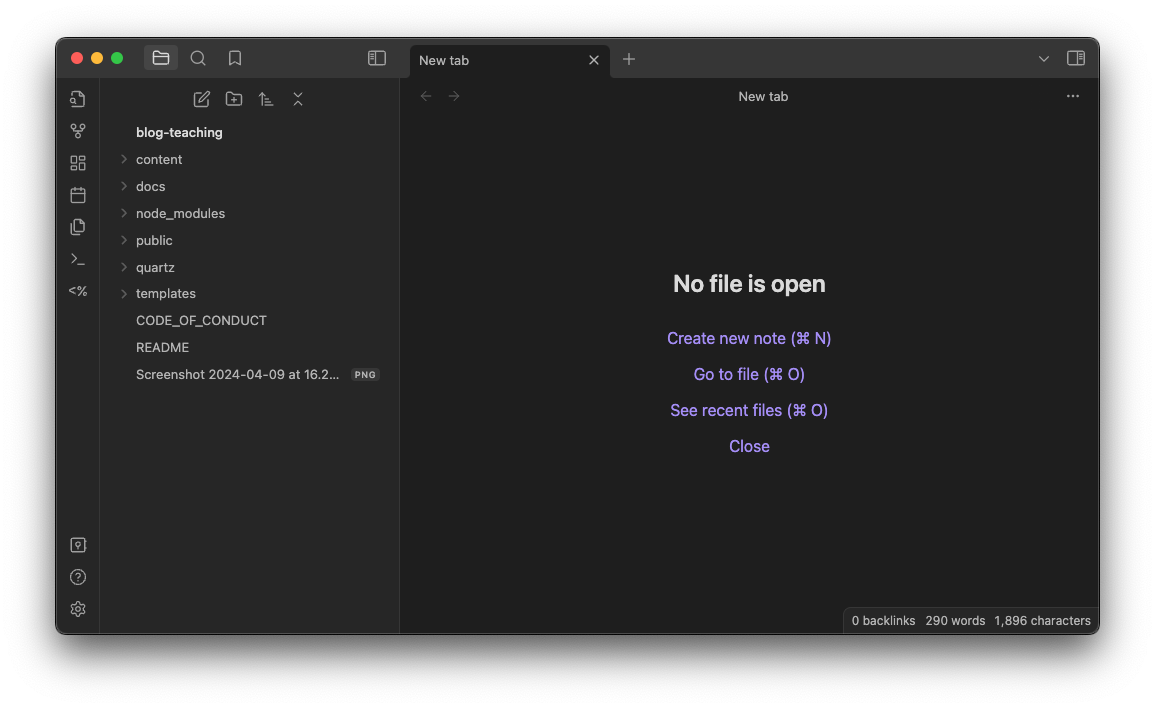 New tab
New tab
blog-teaching
content
docs
node_modules
public
quartz
templates
CODE_OF_CONDUCT
README
Screenshot 2024-04-09 at 16.2... PNG
<%
No file is open
Create new note (⌘ N)
Go to file (⌘ O)
See recent files (⌘ O)
Close
0 backlinks 290 words 1,896 characters